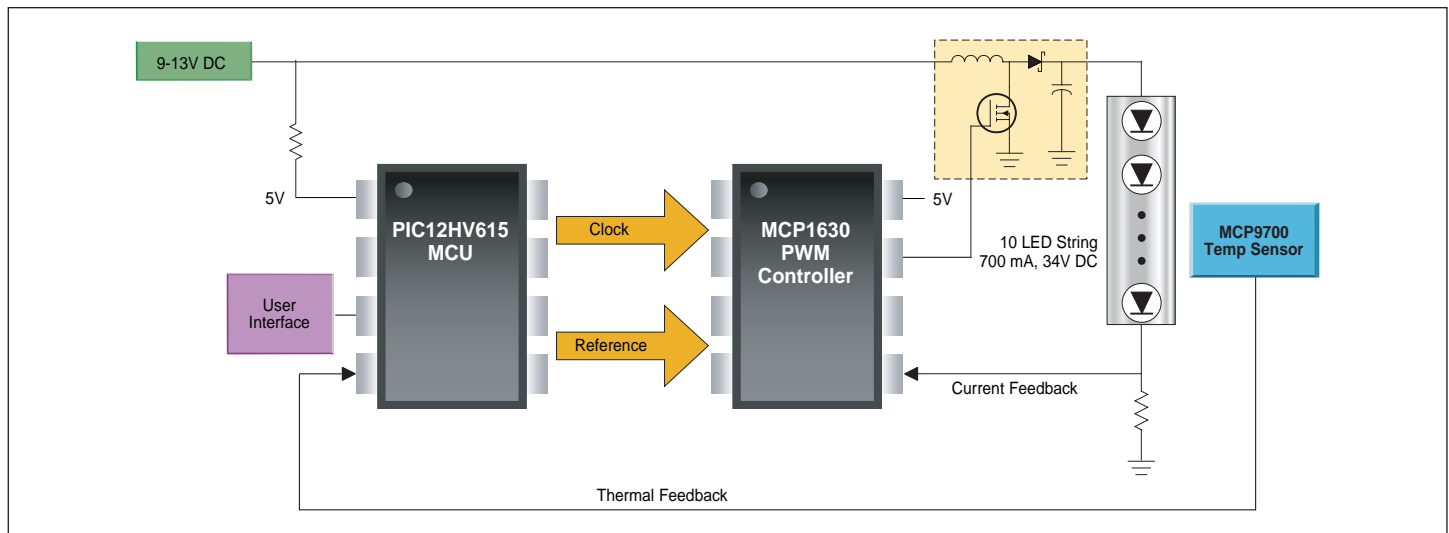 9-13V DC
5V
PIC12HV615
MCU
Clock
Reference
User
Interface
MCP1630
PWM
Controller
5V
10 LED String
700 mA, 34V DC
MCP9700
Temp Sensor
Current Feedback
Thermal Feedback